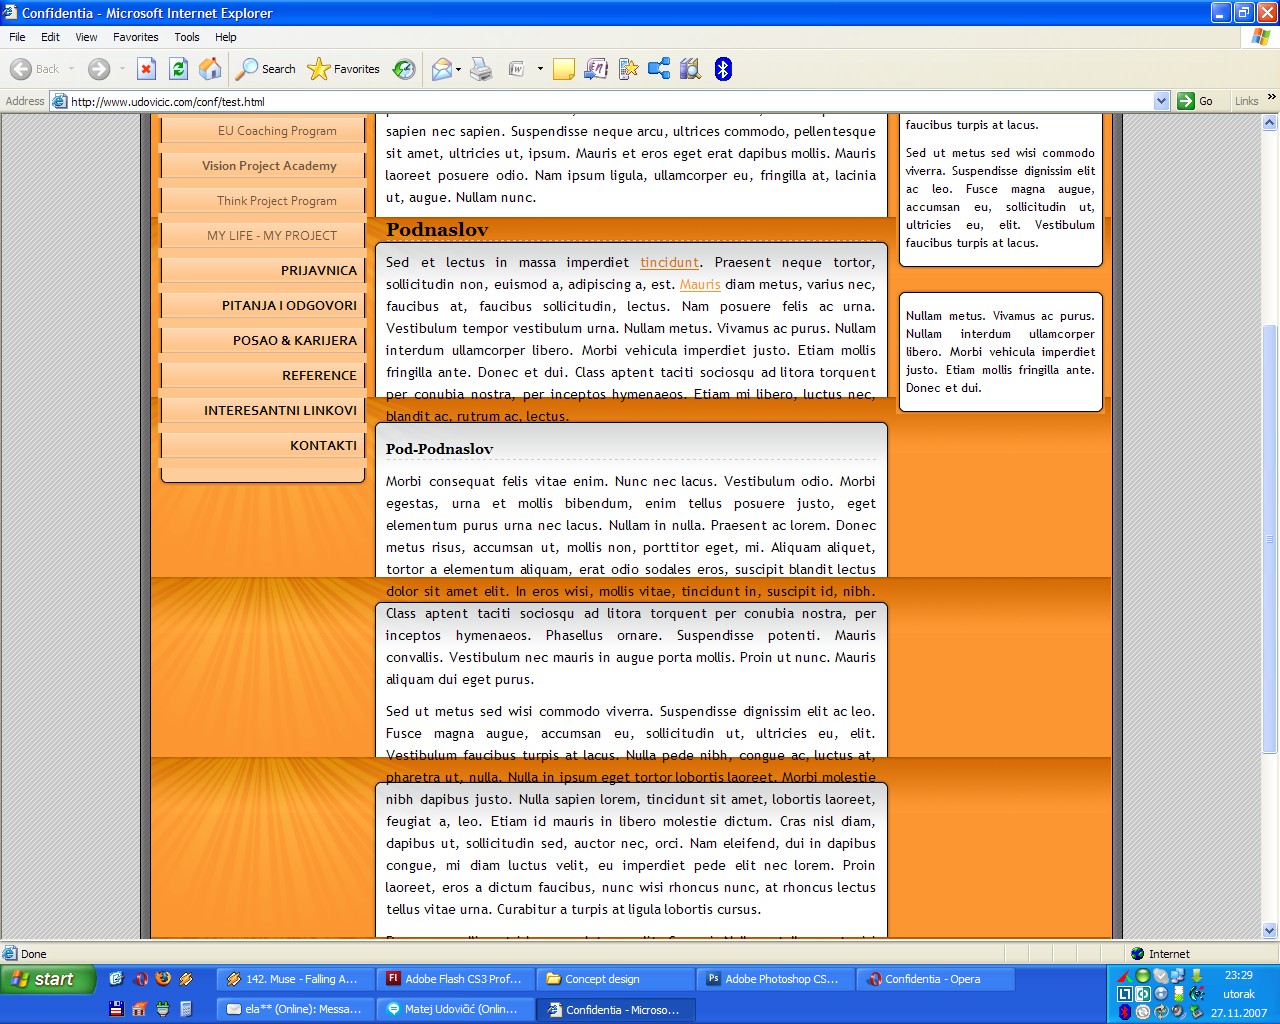 Confidentia - Microsoft Internet Explorer
File Edit View Favorites Tools Help
Back Search Favorites
Address http://www.udovicic.com/conf/test.html Go Links »
EU Coaching Program
Vision Project Academy
Think Project Program
MY LIFE - MY PROJECT
PRIJAVNICA
PITANJA I ODGOVORI
POSAO & KARIJERA
REFERENCE
INTERESANTNI LINKOVI
KONTAKTI
sapien nec sapien. Suspendisse neque arcu, ultrices commodo, pellentesque
sit amet, ultricies ut, ipsum. Mauris et eros eget erat dapibus mollis. Mauris
laoreet posuere odio. Nam ipsum ligula, ullamcorper eu, fringilla at, lacinia
ut, augue. Nullam nunc.
Podnaslov
Sed et lectus in massa imperdiet tincidunt. Praesent neque tortor,
sollicitudin non, euismod a, adipiscing a, est. Mauris diam metus, varius nec,
faucibus at, faucibus sollicitudin, lectus. Nam posuere felis ac urna.
Vestibulum tempor vestibulum urna. Nullam metus. Vivamus ac purus. Nullam
interdum ullamcorper libero. Morbi vehicula imperdiet justo. Etiam mollis
fringilla ante. Donec et dui. Class aptent taciti sociosqu ad litora torquent
per conubia nostra, per inceptos hymenaeos. Etiam mi libero, luctus nec,
blandit ac, rutrum ac, lectus.
Pod-Podnaslov
Morbi consequat felis vitae enim. Nunc nec lacus. Vestibulum odio. Morbi
egestas, urna et mollis bibendum, enim tellus posuere justo, eget
elementum purus urna nec lacus. Nullam in nulla. Praesent ac lorem. Donec
metus risus, accumsan ut, mollis non, porttitor eget, mi. Aliquam aliquet,
tortor a elementum aliquam, erat odio sodales eros, suscipit blandit lectus
dolor sit amet elit. In eros wisi, mollis vitae, tincidunt in, suscipit id, nibh.
Class aptent taciti sociosqu ad litora torquent per conubia nostra, per
inceptos hymenaeos. Phasellus ornare. Suspendisse potenti. Mauris
convallis. Vestibulum nec mauris in augue porta mollis. Proin ut nunc. Mauris
aliquam dui eget purus.
Sed ut metus sed wisi commodo viverra. Suspendisse dignissim elit ac leo.
Fusce magna augue, accumsan eu, sollicitudin ut, ultricies eu, elit.
Vestibulum faucibus turpis at lacus. Nulla pede nibh, congue ac, luctus at,
pharetra ut, nulla. Nulla in ipsum eget tortor lobortis laoreet. Morbi molestie
nibh dapibus justo. Nulla sapien lorem, tincidunt sit amet, lobortis laoreet,
feugiat a, leo. Etiam id mauris in libero molestie dictum. Cras nisl diam,
dapibus ut, sollicitudin sed, auctor nec, orci. Nam eleifend, dui in dapibus
congue, mi diam luctus velit, eu imperdiet pede elit nec lorem. Proin
laoreet, eros a dictum faucibus, nunc wisi rhoncus nunc, at rhoncus lectus
tellus vitae urna. Curabitur a turpis at ligula lobortis cursus.
faucibus turpis at lacus.
Sed ut metus sed wisi commodo
viverra. Suspendisse dignissim elit
ac leo. Fusce magna augue,
accumsan eu, sollicitudin ut,
ultricies eu, elit. Vestibulum
faucibus turpis at lacus.
Nullam metus. Vivamus ac purus.
Nullam interdum ullamcorper
libero. Morbi vehicula imperdiet
justo. Etiam mollis fringilla ante.
Donec et dui.
Done Internet
start 142. Muse - Falling A... Adobe Flash CS3 Prof... Concept design Adobe Photoshop CS... Confidentia - Opera 23:29
utorak
ela** (Online): Messa... Matej Udovičić (Onlin... Confidentia - Microso... 27.11.2007